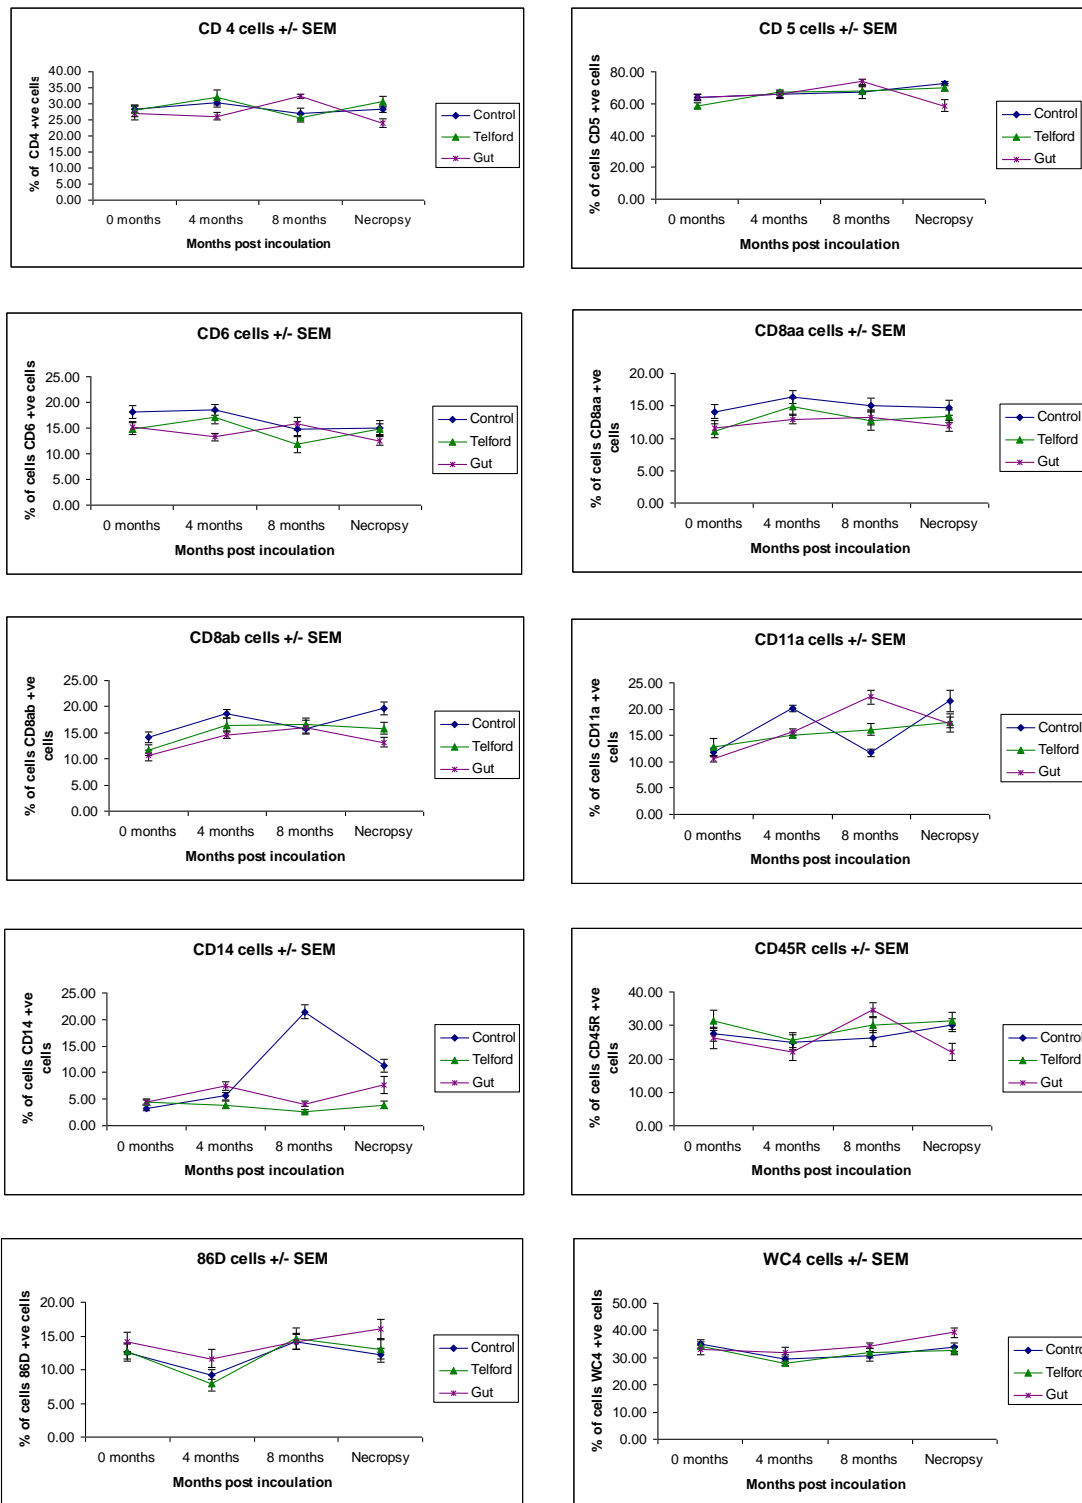 CD 4 cells +/- SEM
% of CD4 +ve cells
40.00
35.00
30.00
25.00
20.00
15.00
10.00
5.00
0.00
0 months 4 months 8 months Necropsy
Months post incoulation
Control
Telford
Gut
CD 5 cells +/- SEM
% of cells CD5 +ve cells
80.00
60.00
40.00
20.00
0.00
0 months 4 months 8 months Necropsy
Months post incoulation
Control
Telford
Gut
CD6 cells +/- SEM
% of cells CD6 +ve cells
25.00
20.00
15.00
10.00
5.00
0.00
0 months 4 months 8 months Necropsy
Months post incoulation
Control
Telford
Gut
CD8aa cells +/- SEM
% of cells CD8aa +ve
cells
20.00
15.00
10.00
5.00
0.00
0 months 4 months 8 months Necropsy
Months post incoulation
Control
Telford
Gut
CD8ab cells +/- SEM
% of cells CD8ab +ve
cells
25.00
20.00
15.00
10.00
5.00
0.00
0 months 4 months 8 months Necropsy
Months post incoulation
Control
Telford
Gut
CD11a cells +/- SEM
% of cells CD11a +ve
cells
25.00
20.00
15.00
10.00
5.00
0.00
0 months 4 months 8 months Necropsy
Months post incoulation
Control
Telford
Gut
CD14 cells +/- SEM
% of cells CD14 +ve
cells
25.00
20.00
15.00
10.00
5.00
0.00
0 months 4 months 8 months Necropsy
Months post incoulation
Control
Telford
Gut
CD45R cells +/- SEM
% of cells CD45R +ve
cells
40.00
30.00
20.00
10.00
0.00
0 months 4 months 8 months Necropsy
Months post incoulation
Control
Telford
Gut
86D cells +/- SEM
% of cells 86D +ve cells
20.00
15.00
10.00
5.00
0.00
0 months 4 months 8 months Necropsy
Months post incoulation
Control
Telford
Gut
WC4 cells +/- SEM
% of cells WC4 +ve cells
50.00
40.00
30.00
20.00
10.00
0.00
0 months 4 months 8 months Necropsy
Months post incoulation
Contro
Telford
Gut